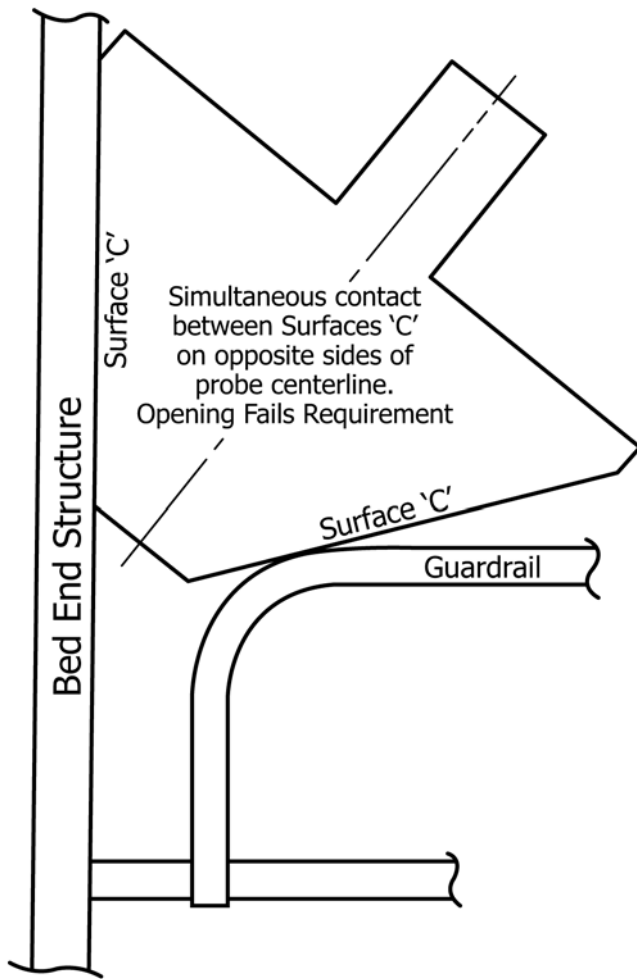 Surface ‘C’
Simultaneous contact
between Surfaces ‘C’
on opposite sides of
probe centerline.
Opening Fails Requirement
Bed End Structure
Surface ‘C’
Guardrail